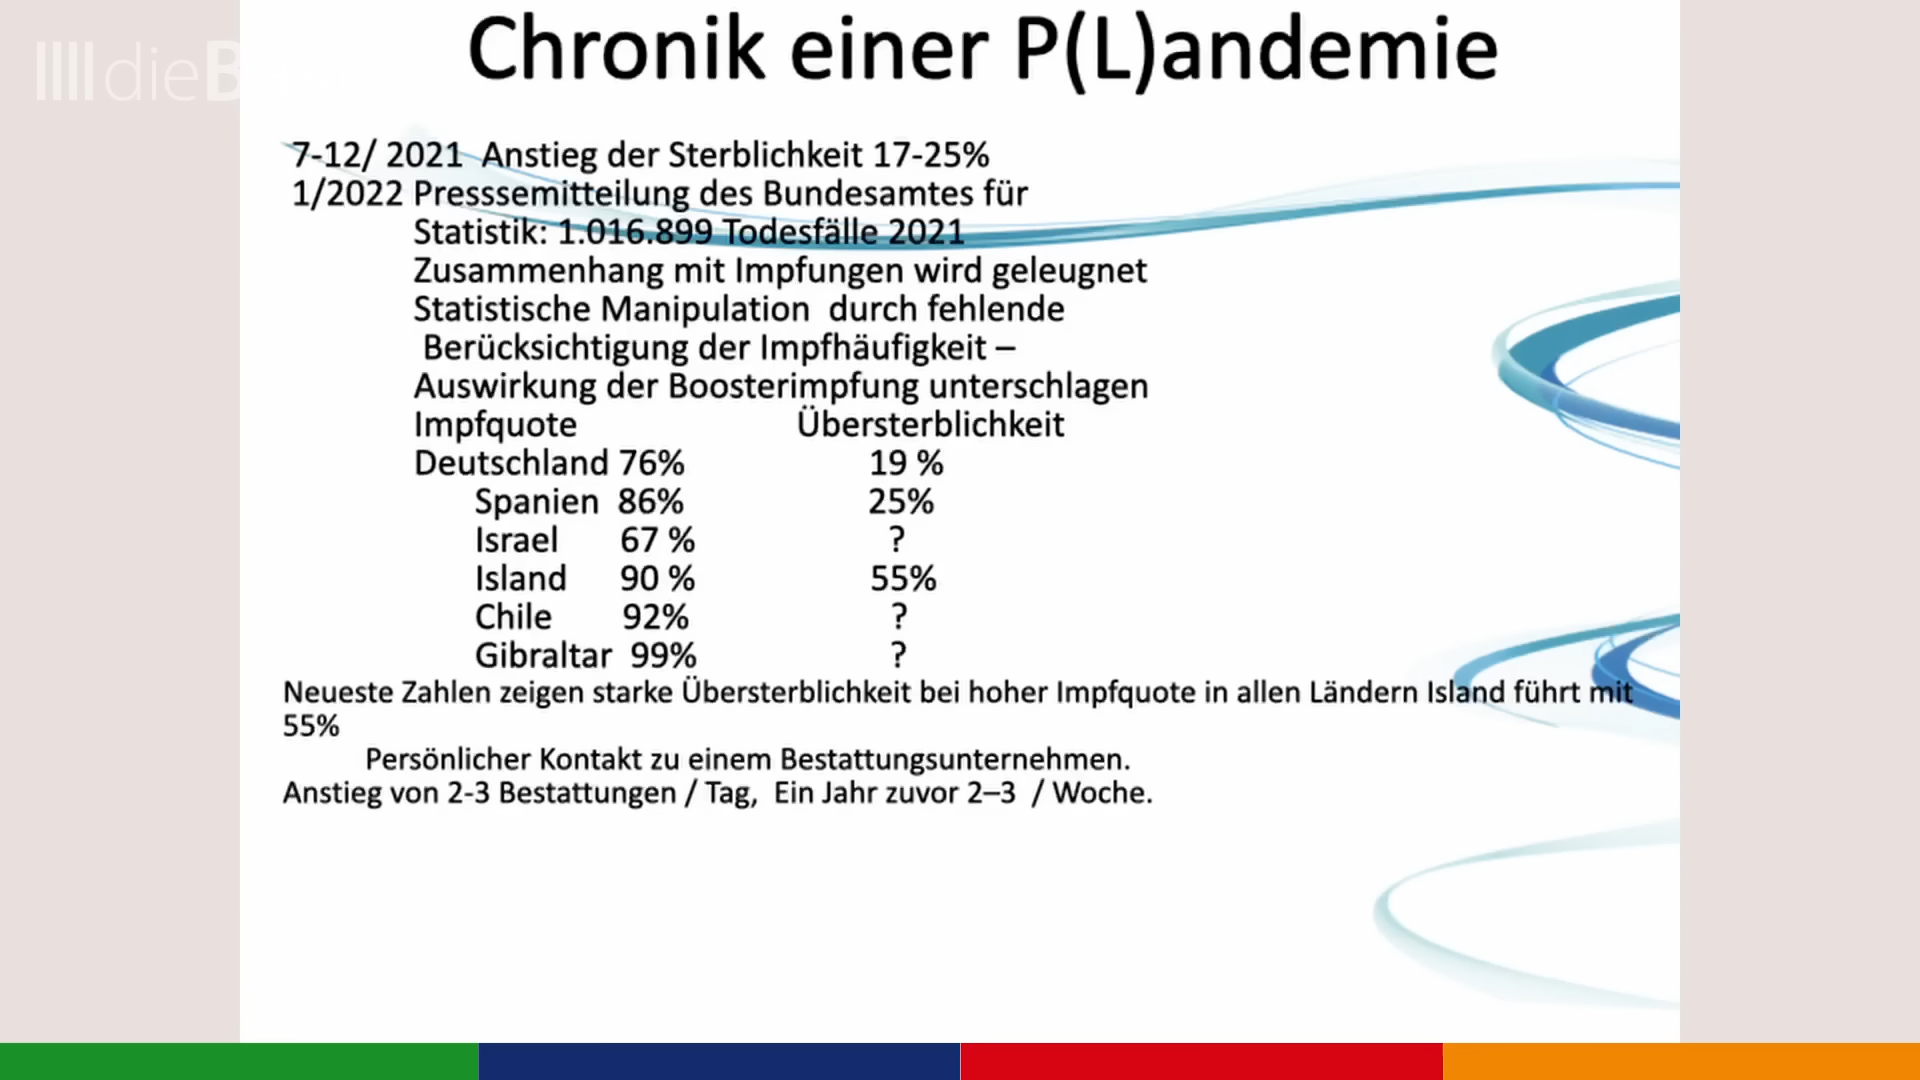 dieB
Chronik einer P(L)andemie
7-12/ 2021 Anstieg der Sterblichkeit 17-25%
1/2022 Presssemitteilung des Bundesamtes für
Statistik: 1.016.899 Todesfälle 2021
Zusammenhang mit Impfungen wird geleugnet
Statistische Manipulation durch fehlende
Berücksichtigung der Impfhäufigkeit –
Auswirkung der Boosterimpfung unterschlagen
Impfquote Übersterblichkeit
Deutschland 76% 19 %
Spanien 86% 25%
Israel 67 % ?
Island 90 % 55%
Chile 92% ?
Gibraltar 99% ?
Neueste Zahlen zeigen starke Übersterblichkeit bei hoher Impfquote in allen Ländern Island führt mit
55%
Persönlicher Kontakt zu einem Bestattungsunternehmen.
Anstieg von 2-3 Bestattungen / Tag, Ein Jahr zuvor 2–3 / Woche.